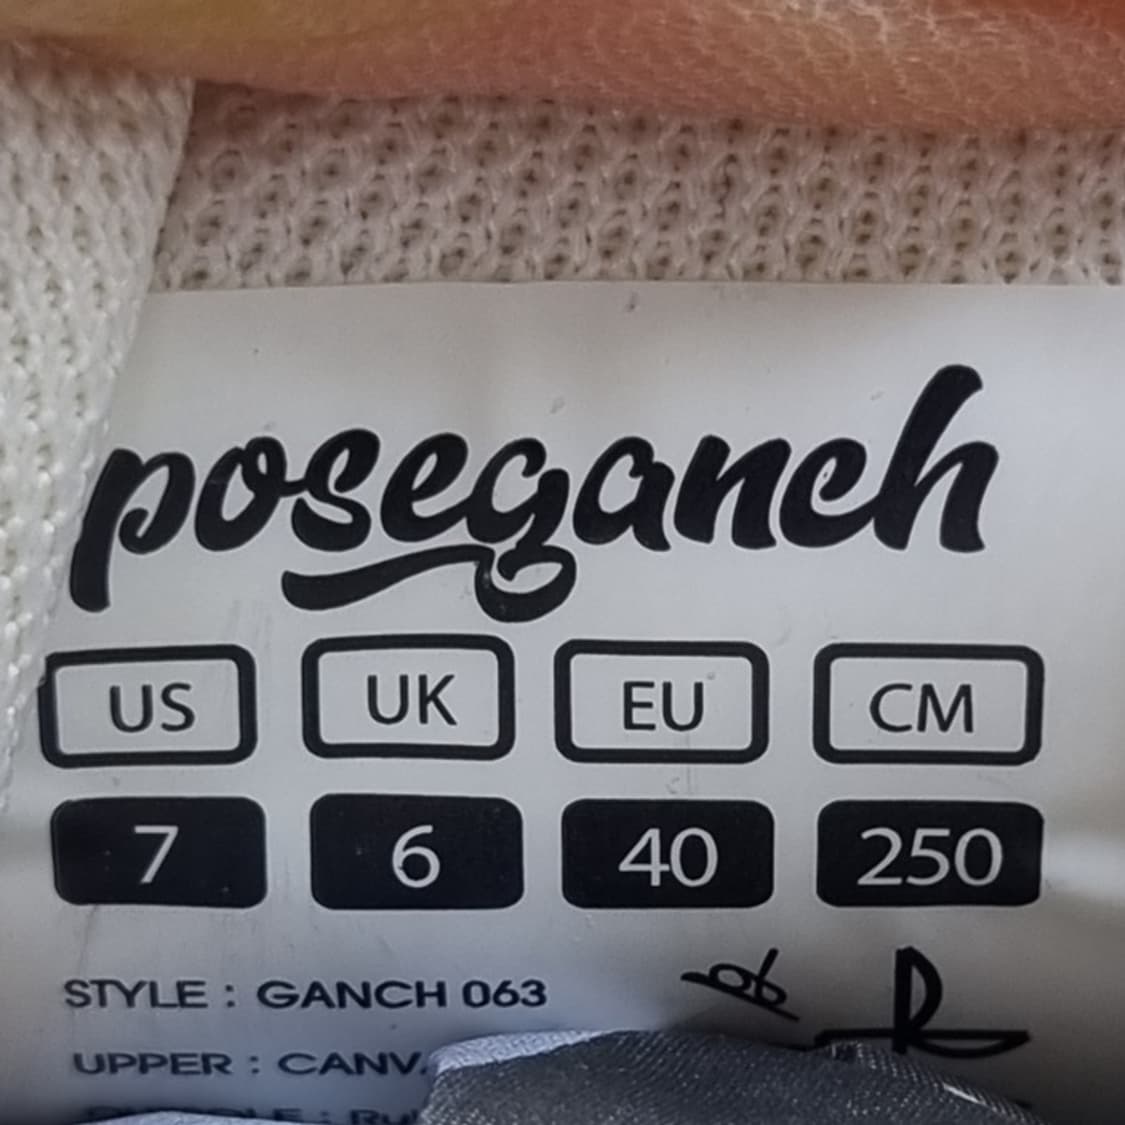 poseganch
US UK EU CM
7 6 40 250
STYLE : GANCH 063
UPPER : CANV.